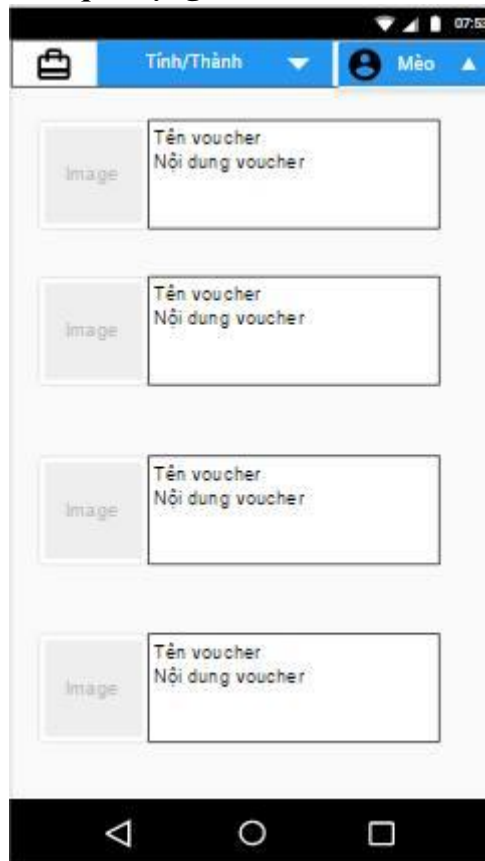 07:53
Tỉnh/Thành
Mèo
Image
Tên voucher
Nội dung voucher
Image
Tên voucher
Nội dung voucher
Image
Tên voucher
Nội dung voucher
Image
Tên voucher
Nội dung voucher